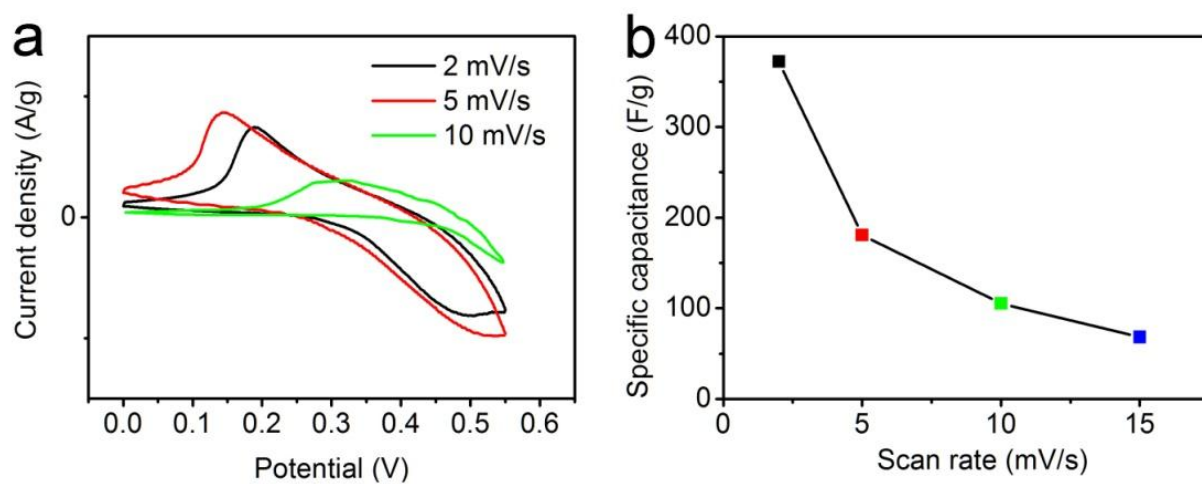 a
2 mV/s
5 mV/s
10 mV/s
Current density (A/g)
0
0.0 0.1 0.2 0.3 0.4 0.5 0.6
Potential (V)
b
400
300
200
100
0
Specific capacitance (F/g)
0 5 10 15
Scan rate (mV/s)